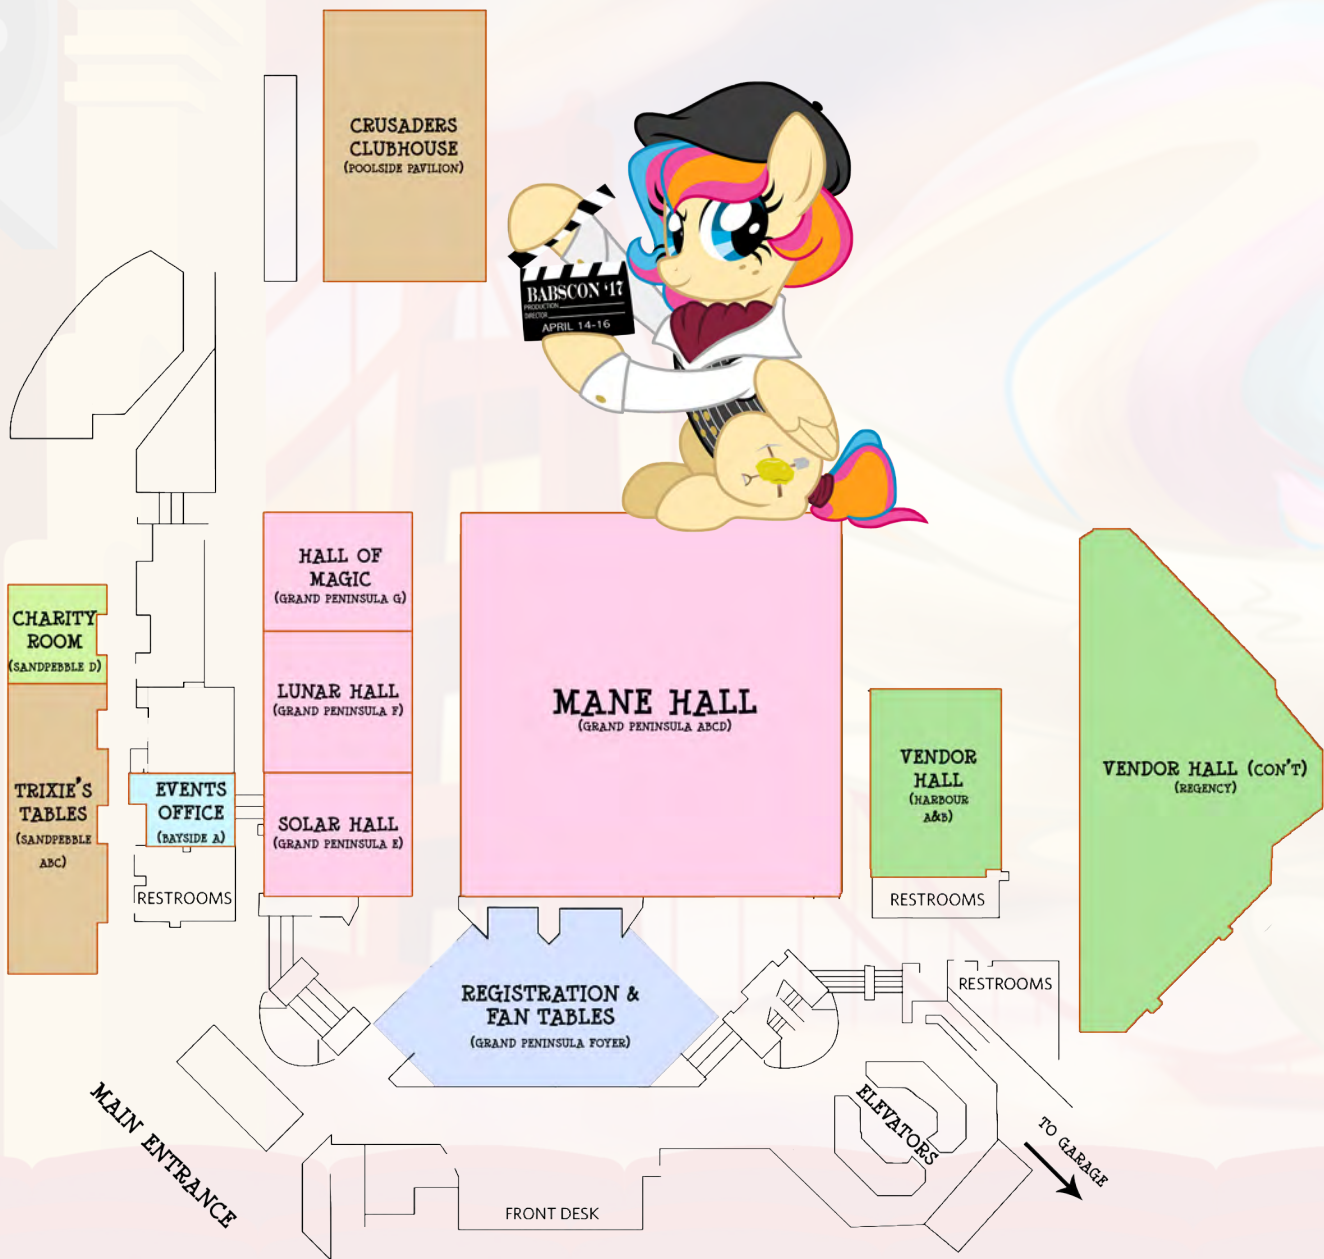 CRUSADERS
CLUBHOUSE
(POOLSIDE PAVILION)
BABSCON '17
PRODUCTION
DIRECTOR
APRIL 14-16
HALL OF
MAGIC
(GRAND PENINSULA G)
CHARITY
ROOM
(SANDPEBBLE D)
LUNAR HALL
(GRAND PENINSULA F)
MANE HALL
(GRAND PENINSULA ABCD)
TRIXIE'S
TABLES
(SANDPEBBLE
ABC)
EVENTS
OFFICE
(BAYSIDE A)
SOLAR HALL
(GRAND PENINSULA E)
VENDOR
HALL
(HARBOUR
A&B)
VENDOR HALL (CON'T)
(REGENCY)
RESTROOMS
RESTROOMS
REGISTRATION &
FAN TABLES
(GRAND PENINSULA FOYER)
RESTROOMS
MAIN ENTRANCE
ELEVATORS
TO GARAGE
FRONT DESK